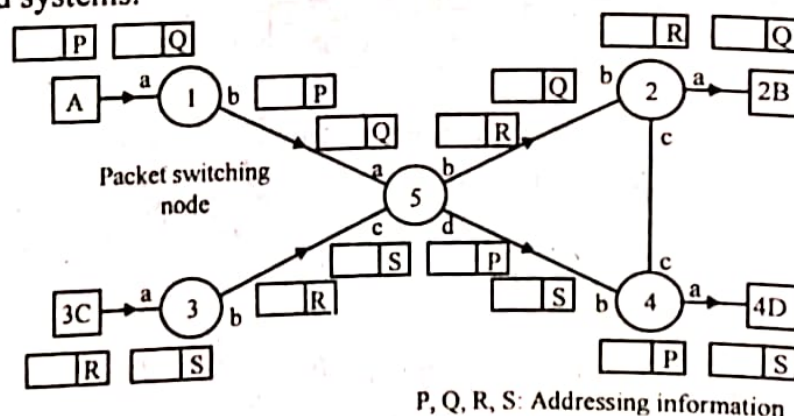 d systems.
P Q
R Q
A a 1 b P
Q b 2 a 2B
Q R
c
Packet switching
node
a b
5
c d
S P
c
3C a 3 b R
S b 4 a 4D
R S
P S
P, Q, R, S: Addressing information